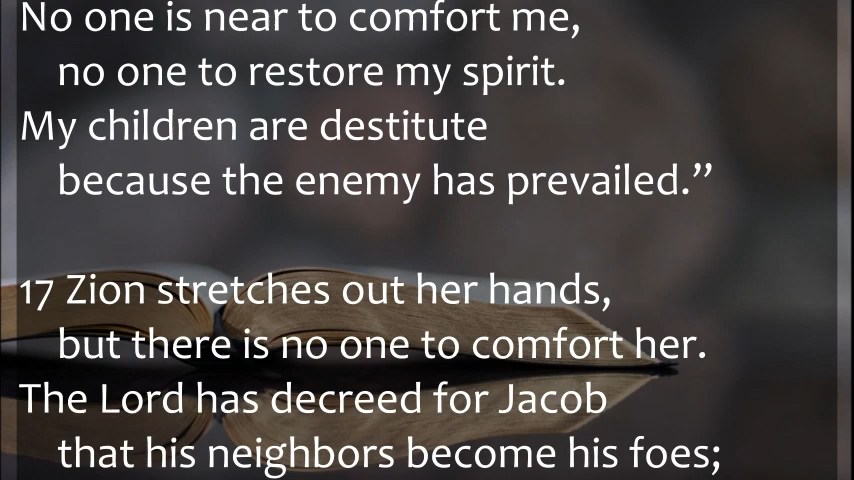 No one is near to comfort me,
no one to restore my spirit.
My children are destitute
because the enemy has prevailed.”
17 Zion stretches out her hands,
but there is no one to comfort her.
The Lord has decreed for Jacob
that his neighbors become his foes;